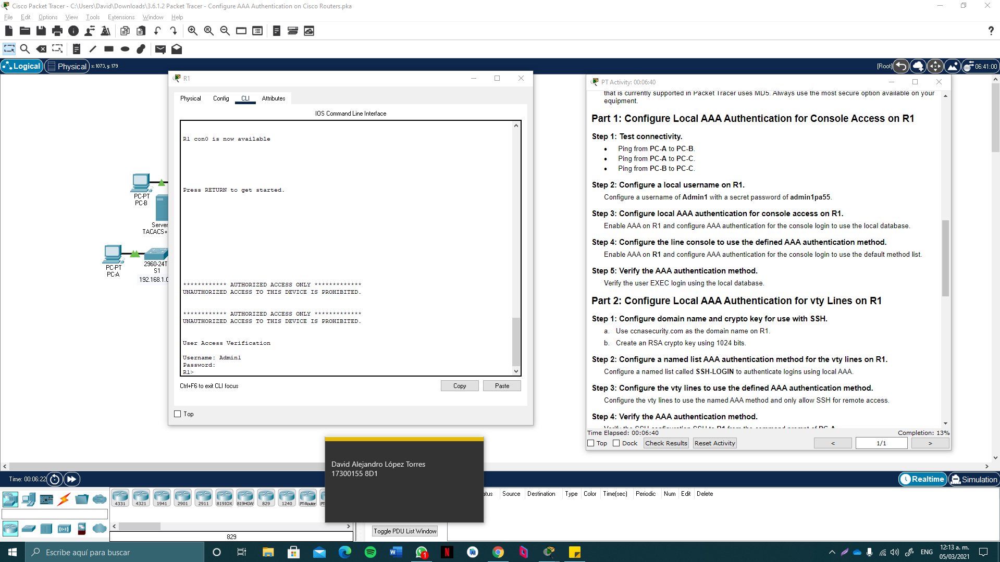 Cisco Packet Tracer - C:\Users\David\Downloads\3.6.1.2 Packet Tracer - Configure AAA Authentication on Cisco Routers.pka
File Edit Options View Tools Extensions Window Help
Logical Physical x: 1073, y: 179 [Root] 06:41:00
R1
Physical Config CLI Attributes
IOS Command Line Interface
R1 con0 is now available
Press RETURN to get started.
************ AUTHORIZED ACCESS ONLY *************
UNAUTHORIZED ACCESS TO THIS DEVICE IS PROHIBITED.
************ AUTHORIZED ACCESS ONLY *************
UNAUTHORIZED ACCESS TO THIS DEVICE IS PROHIBITED.
User Access Verification
Username: Admin1
Password:
R1>
Ctrl+F6 to exit CLI focus
Copy Paste
Top
PC-PT
PC-B
Server
TACACS+
PC-PT
PC-A
2960-24T
S1
192.168.1.0
PT Activity: 00:06:40
that is currently supported in Packet Tracer uses MD5. Always use the most secure option available on your
equipment.
Part 1: Configure Local AAA Authentication for Console Access on R1
Step 1: Test connectivity.
• Ping from PC-A to PC-B.
• Ping from PC-A to PC-C.
• Ping from PC-B to PC-C.
Step 2: Configure a local username on R1.
Configure a username of Admin1 with a secret password of admin1pa55.
Step 3: Configure local AAA authentication for console access on R1.
Enable AAA on R1 and configure AAA authentication for the console login to use the local database.
Step 4: Configure the line console to use the defined AAA authentication method.
Enable AAA on R1 and configure AAA authentication for the console login to use the default method list.
Step 5: Verify the AAA authentication method.
Verify the user EXEC login using the local database.
Part 2: Configure Local AAA Authentication for vty Lines on R1
Step 1: Configure domain name and crypto key for use with SSH.
a. Use ccnasecurity.com as the domain name on R1.
b. Create an RSA crypto key using 1024 bits.
Step 2: Configure a named list AAA authentication method for the vty lines on R1.
Configure a named list called SSH-LOGIN to authenticate logins using local AAA.
Step 3: Configure the vty lines to use the defined AAA authentication method.
Configure the vty lines to use the named AAA method and only allow SSH for remote access.
Step 4: Verify the AAA authentication method.
Verify the SSH configuration SSH to R1 from the command prompt of PC-A
Time Elapsed: 00:06:40 Completion: 13%
Top Dock Check Results Reset Activity < 1/1 >
David Alejandro López Torres
17300155 8D1
Time: 00:06:22
Realtime Simulation
4331 4321 1941 2901 2911 819IOX 819HGW 829 1240 PT-Router
829
atus Source Destination Type Color Time(sec) Periodic Num Edit Delete
Toggle PDU List Window
Escribe aquí para buscar
1
ENG
12:13 a. m.
05/03/2021